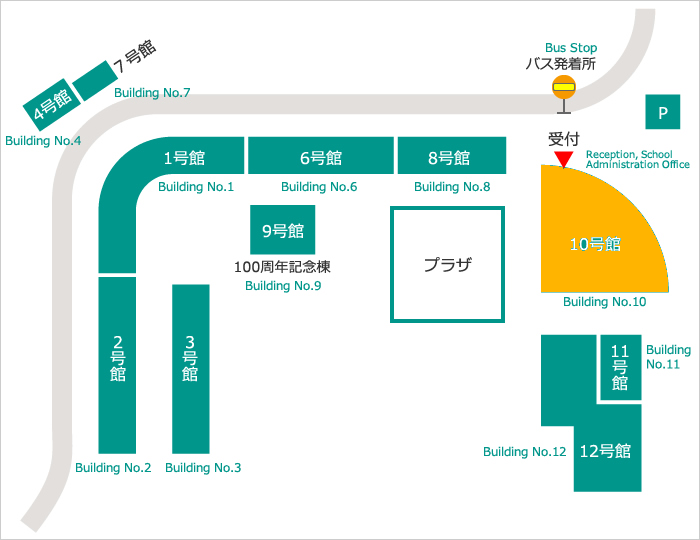 Bus Stop
バス発着所
7号館
Building No.7
4号館
Building No.4
P
受付
Reception, School
Administration Office
1号館
Building No.1
6号館
Building No.6
8号館
Building No.8
9号館
100周年記念棟
Building No.9
プラザ
10号館
Building No.10
2号館
Building No.2
3号館
Building No.3
11号館
Building
No.11
12号館
Building No.12